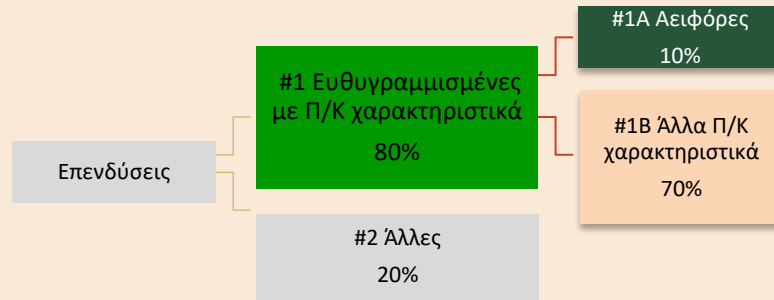 Επενδύσεις
#1 Ευθυγραμμισμένες
με Π/Κ χαρακτηριστικά
80%
#2 Άλλες
20%
#1Α Αειφόρες
10%
#1Β Άλλα Π/Κ
χαρακτηριστικά
70%